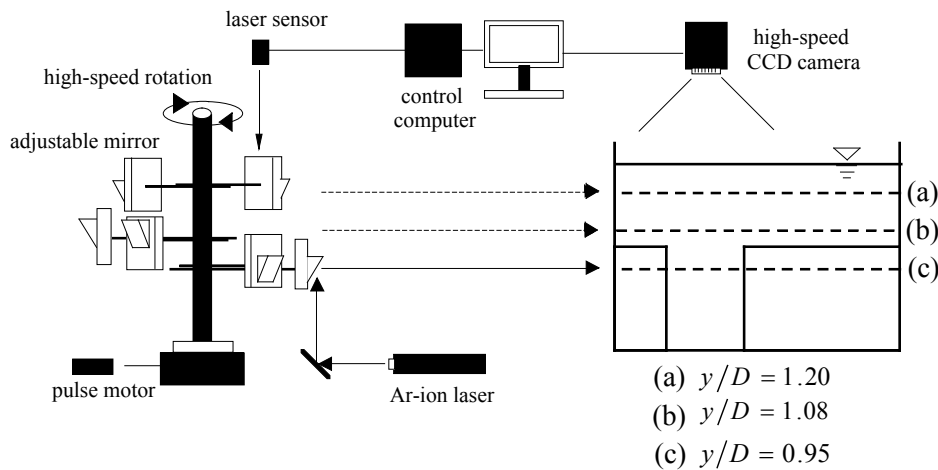 laser sensor
high-speed rotation
adjustable mirror
control
computer
high-speed
CCD camera
(a)
(b)
(c)
pulse motor
Ar-ion laser
(a) y/D = 1.20
(b) y/D = 1.08
(c) y/D = 0.95